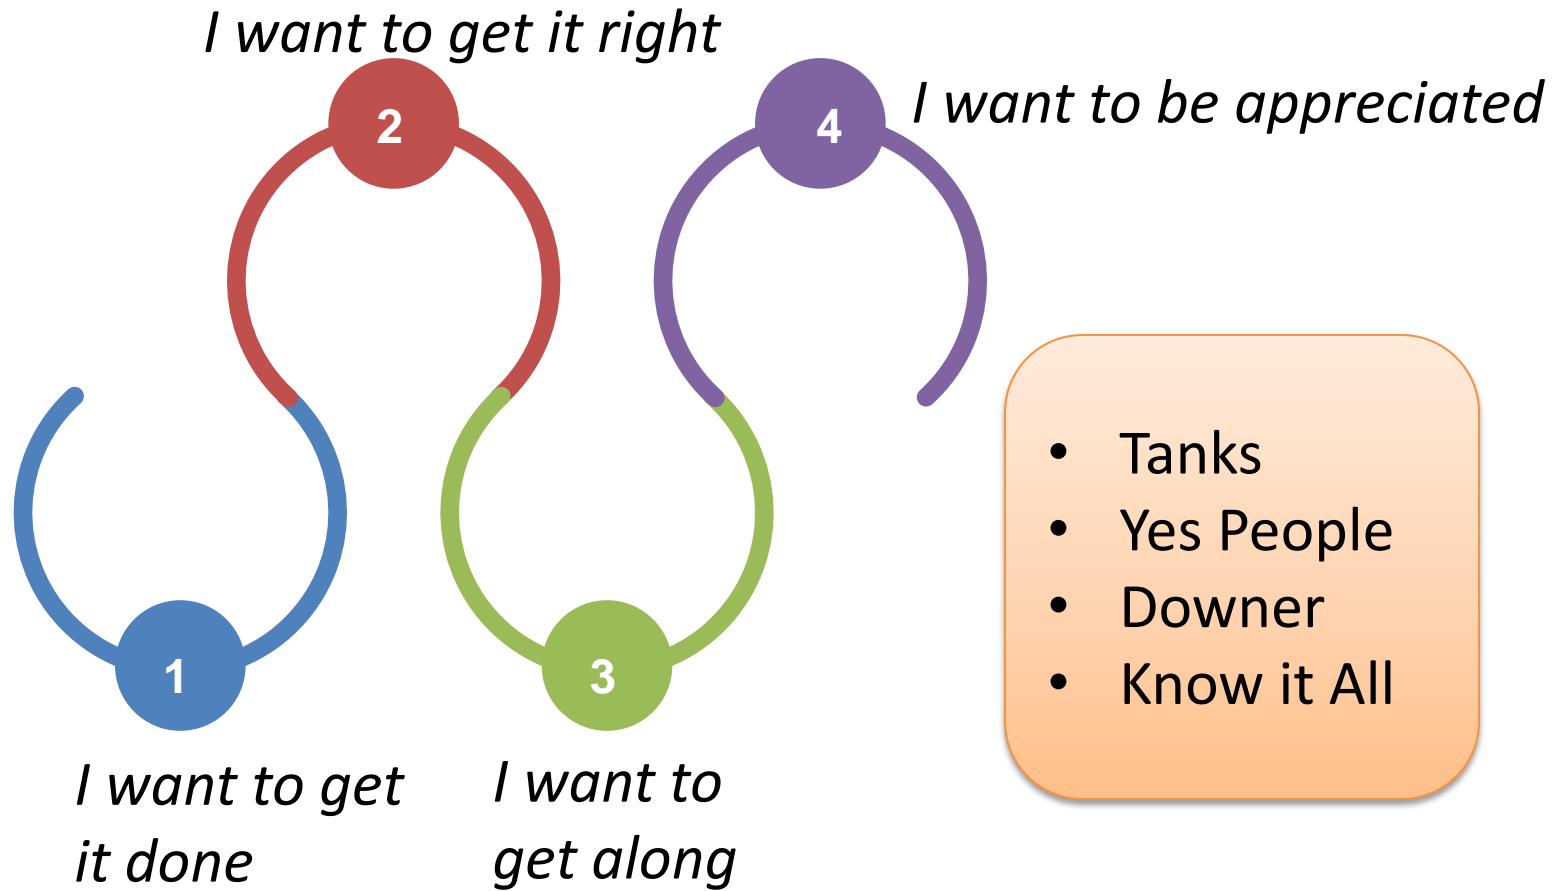 I want to get it right
2
4
I want to be appreciated
1
I want to get
it done
3
I want to
get along
• Tanks
• Yes People
• Downer
• Know it All